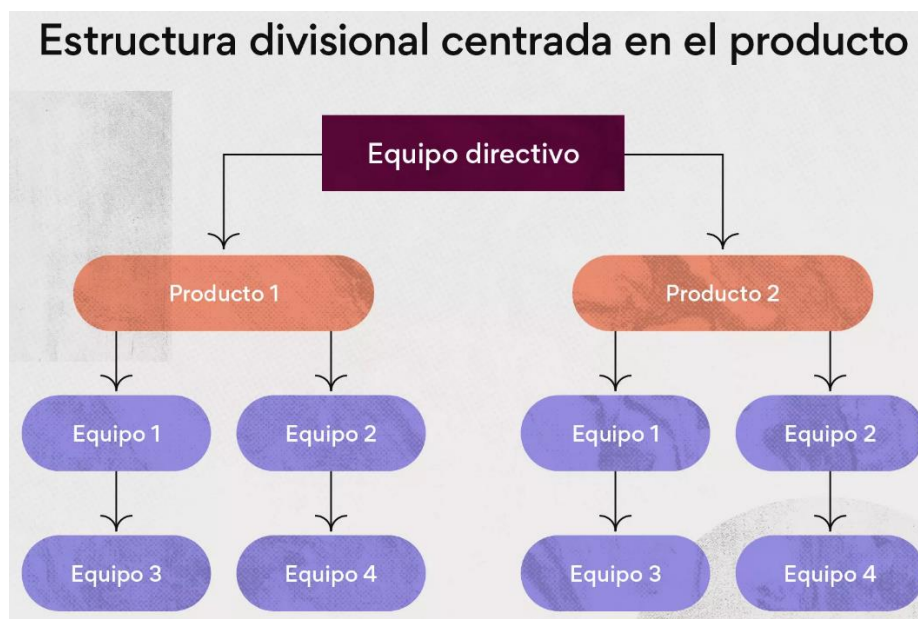 Estructura divisional centrada en el producto
Equipo directivo
Producto 1
Producto 2
Equipo 1
Equipo 2
Equipo 1
Equipo 2
Equipo 3
Equipo 4
Equipo 3
Equipo 4